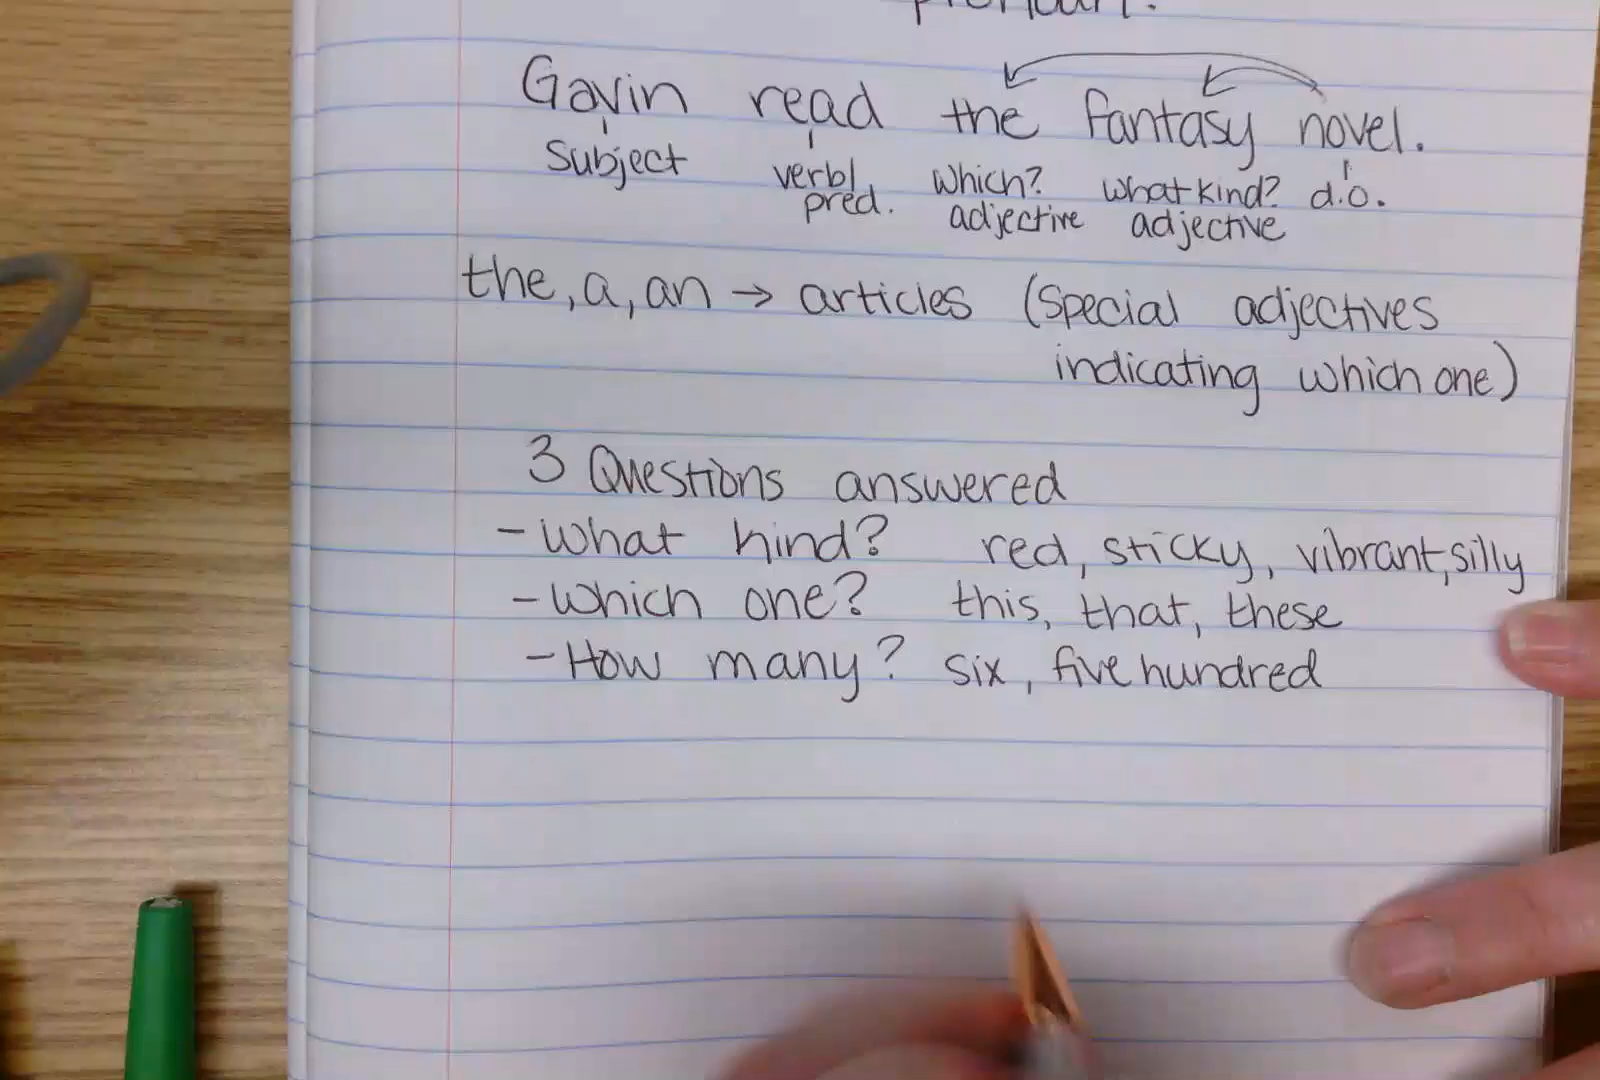 pronoun.
Gavin read the fantasy novel.
subject verb/ which? what kind? d.o.
pred. adjective adjective
the, a, an → articles (special adjectives
indicating which one)
3 Questions answered
- What kind? red, sticky, vibrant, silly
- Which one? this, that, these
- How many? six, five hundred